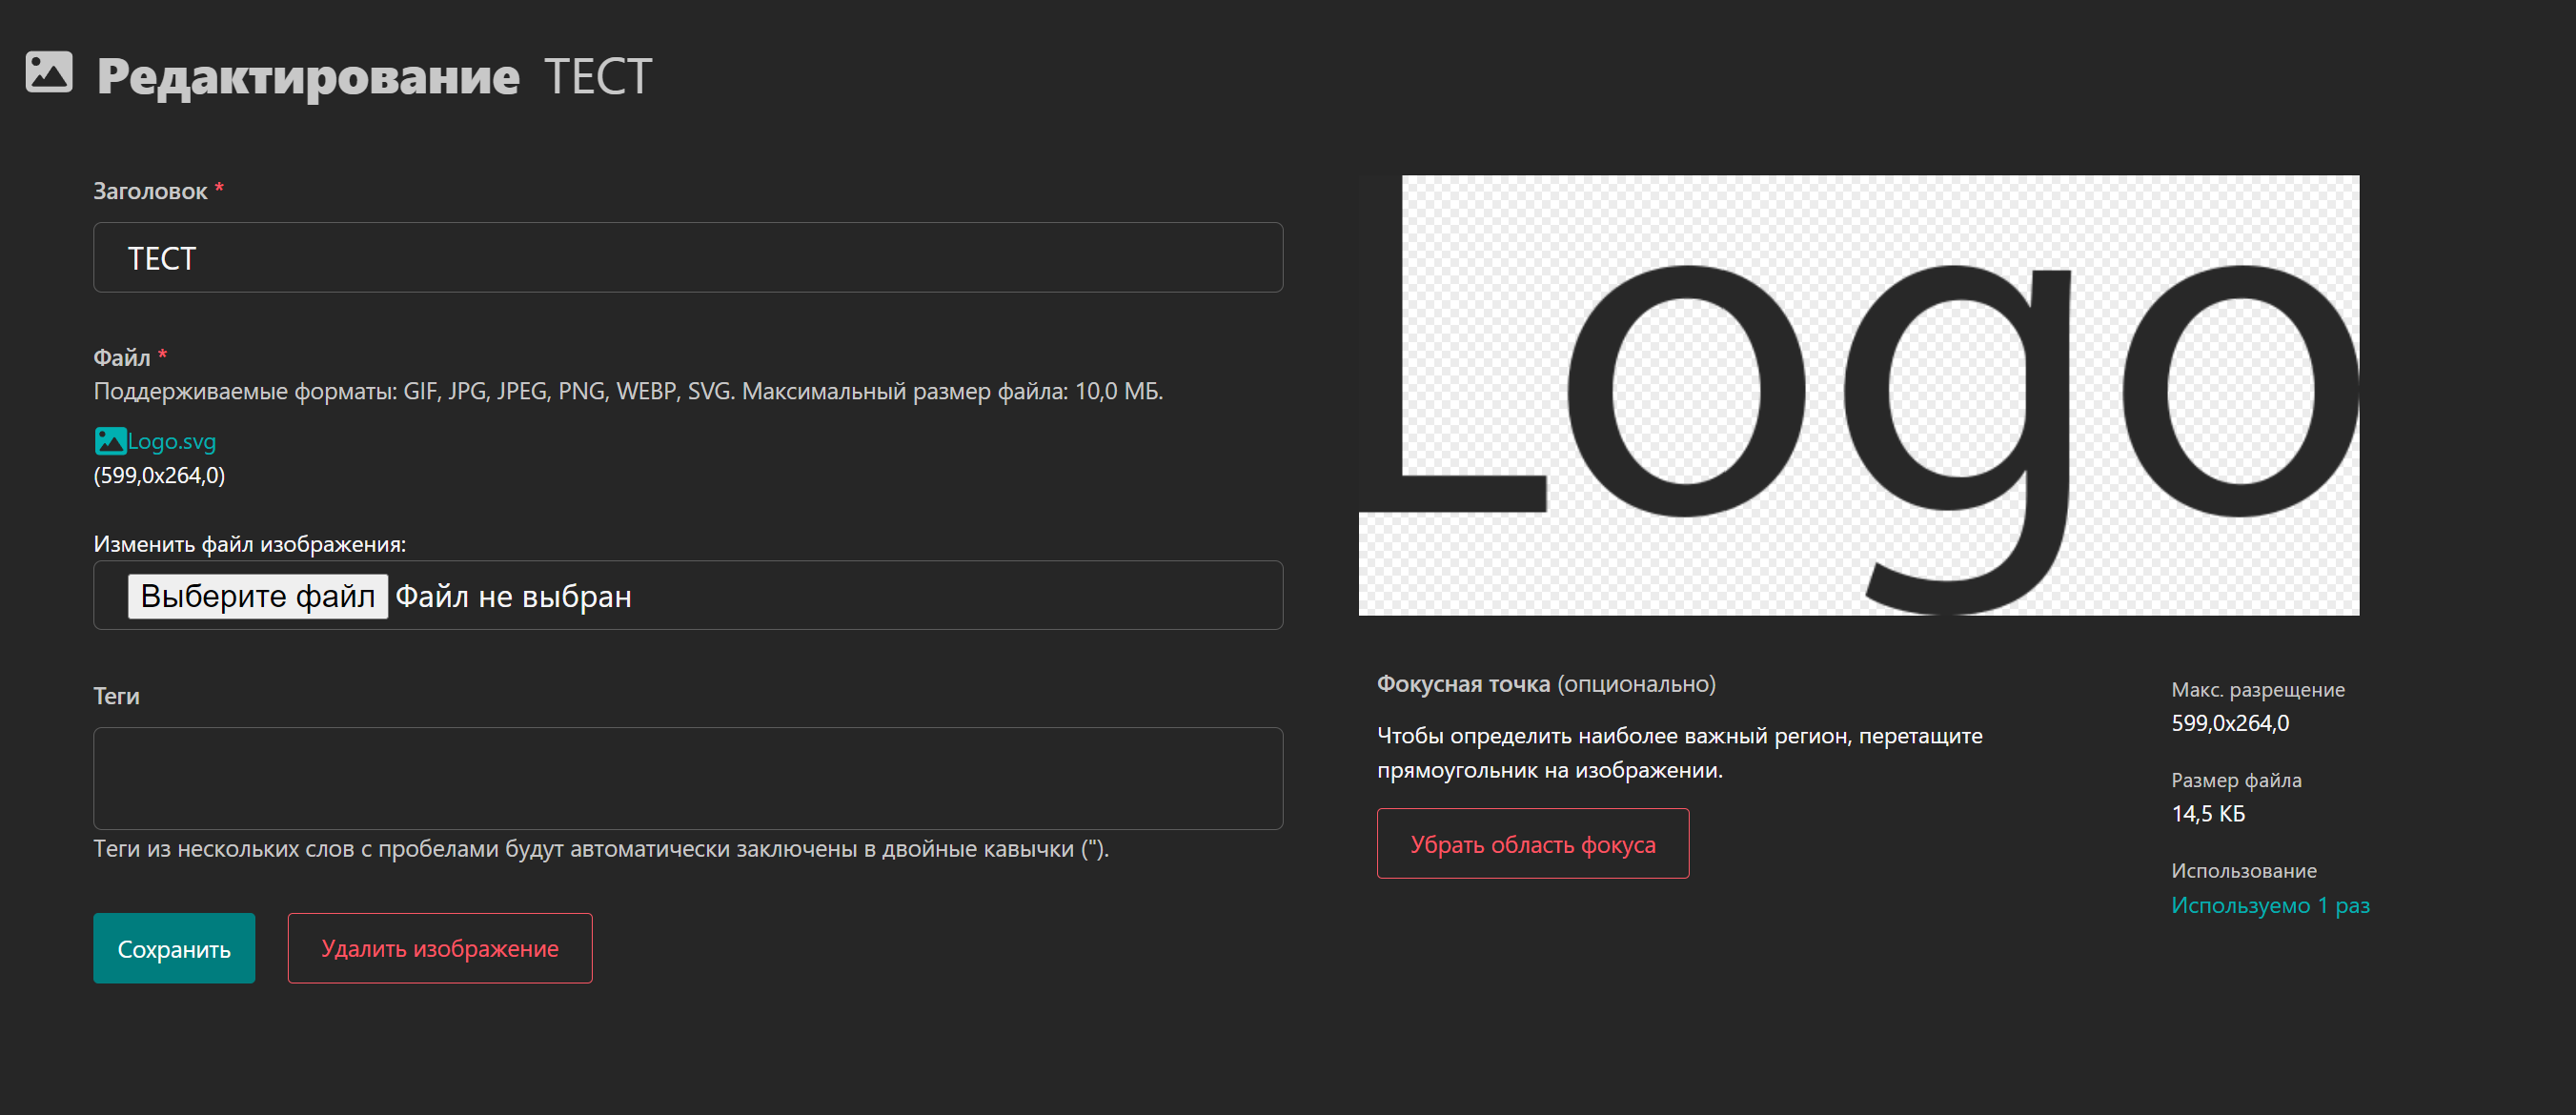 Редактирование ТЕСТ
Заголовок *
ТЕСТ
Файл *
Поддерживаемые форматы: GIF, JPG, JPEG, PNG, WEBP, SVG. Максимальный размер файла: 10,0 МБ.
Logo.svg
(599,0x264,0)
Изменить файл изображения:
Выберите файл Файл не выбран
Теги
Теги из нескольких слов с пробелами будут автоматически заключены в двойные кавычки (").
Сохранить
Удалить изображение
Logo
Фокусная точка (опционально)
Чтобы определить наиболее важный регион, перетащите
прямоугольник на изображении.
Убрать область фокуса
Макс. разрещение
599,0x264,0
Размер файла
14,5 КБ
Использование
Используемо 1 раз